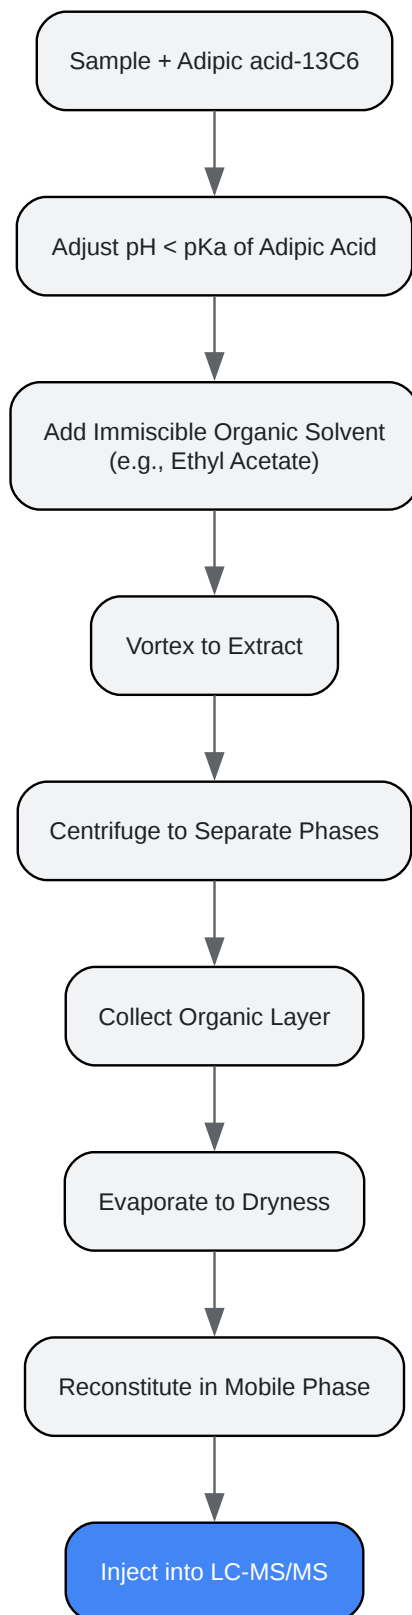 Sample + Adipic acid-13C6
Adjust pH < pKa of Adipic Acid
Add Immiscible Organic Solvent
(e.g., Ethyl Acetate)
Vortex to Extract
Centrifuge to Separate Phases
Collect Organic Layer
Evaporate to Dryness
Reconstitute in Mobile Phase
Inject into LC-MS/MS